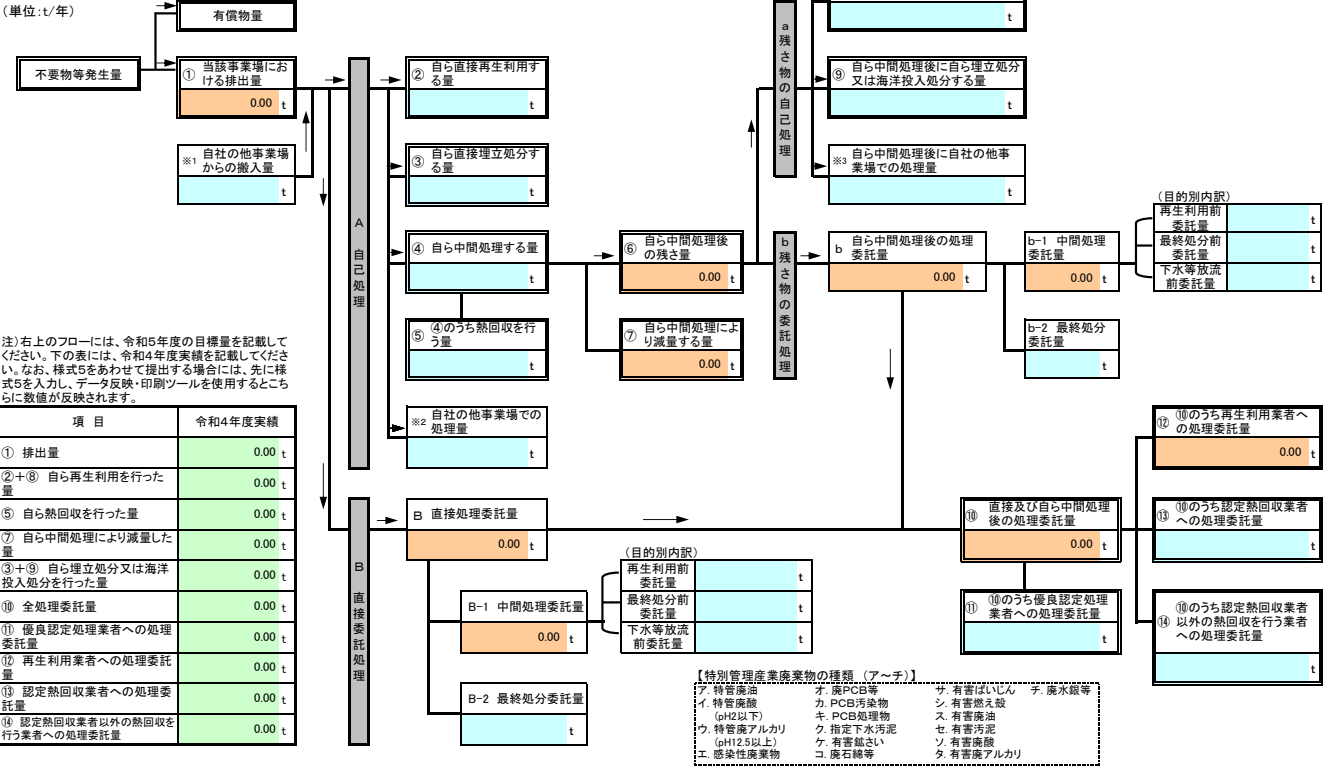 （単位:t/年）
有償物量
不要物等発生量
① 当該事業場にお
ける排出量
0.00 t
※1 自社の他事業場
からの搬入量
t
A 自己処理
② 自ら直接再生利用す
る量
t
③ 自ら直接埋立処分す
る量
t
④ 自ら中間処理する量
t
⑤ ④のうち熱回収を行
う量
t
※2 自社の他事業場での
処理量
t
⑥ 自ら中間処理後
の残さ量
0.00 t
⑦ 自ら中間処理によ
り減量する量
0.00 t
a 残さ物の自己処理
t
⑨ 自ら中間処理後に自ら埋立処分
又は海洋投入処分する量
t
※3 自ら中間処理後に自社の他事
業場での処理量
t
b 残さ物の委託処理
b 自ら中間処理後の処理
委託量
0.00 t
b-1 中間処理
委託量
0.00 t
b-2 最終処分
委託量
t
（目的別内訳）
再生利用前
委託量
t
最終処分前
委託量
t
下水等放流
前委託量
t
注）右上のフローには、令和5年度の目標量を記載して
ください。下の表には、令和4年度実績を記載してくださ
い。なお、様式5をあわせて提出する場合には、先に様
式5を入力し、データ反映・印刷ツールを使用するとこち
らに数値が反映されます。
項 目 令和4年度実績
① 排出量 0.00 t
②＋⑧ 自ら再生利用を行った
量 0.00 t
⑤ 自ら熱回収を行った量 0.00 t
⑦ 自ら中間処理により減量した
量 0.00 t
③＋⑨ 自ら埋立処分又は海洋
投入処分を行った量 0.00 t
⑩ 全処理委託量 0.00 t
⑪ 優良認定処理業者への処理
委託量 0.00 t
⑫ 再生利用業者への処理委託
量 0.00 t
⑬ 認定熱回収業者への処理委
託量 0.00 t
⑭ 認定熱回収業者以外の熱回収を
行う業者への処理委託量 0.00 t
B 直接委託処理
B 直接処理委託量
0.00 t
B-1 中間処理委託量
0.00 t
B-2 最終処分委託量
t
（目的別内訳）
再生利用前
委託量
t
最終処分前
委託量
t
下水等放流
前委託量
t
⑩ 直接及び自ら中間処理
後の処理委託量
0.00 t
⑪ ⑩のうち優良認定処理
業者への処理委託量
t
⑫ ⑩のうち再生利用業者へ
の処理委託量
0.00 t
⑬ ⑩のうち認定熱回収業者
への処理委託量
t
⑭ ⑩のうち認定熱回収業者
以外の熱回収を行う業者
への処理委託量
t
【特別管理産業廃棄物の種類 （ア～チ）】
ア. 特管廃油 オ. 廃PCB等 サ. 有害ばいじん チ. 廃水銀等
イ. 特管廃酸 カ. PCB汚染物 シ. 有害燃え殻
（pH2以下） キ. PCB処理物 ス. 有害廃油
ウ. 特管廃アルカリ ク. 指定下水汚泥 セ. 有害汚泥
（pH12.5以上） ケ. 有害鉱さい ソ. 有害廃酸
エ. 感染性廃棄物 コ. 廃石綿等 タ. 有害廃アルカリ